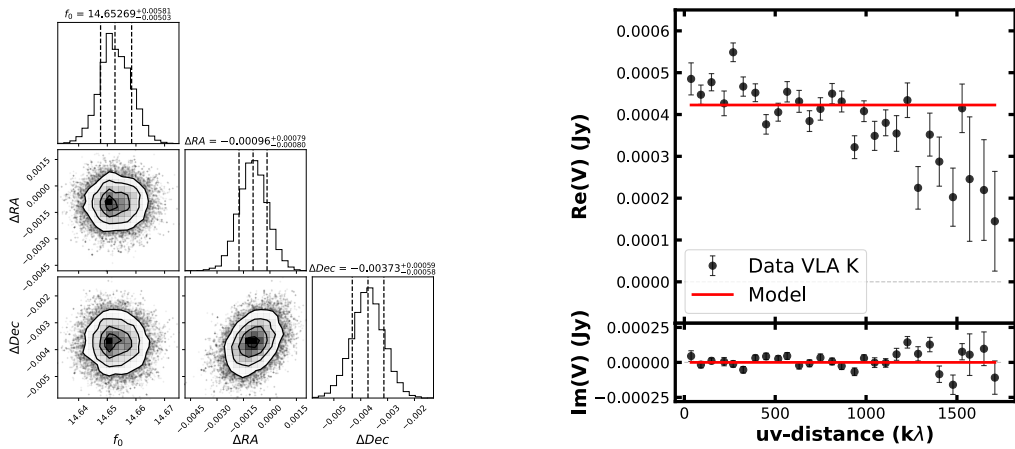 f₀ = 14.65269+0.00581−0.00503
ΔRA = −0.00096+0.00079−0.00080
ΔDec = −0.00373+0.00059−0.00058
ΔRA
0.0015
0.0000
−0.0015
−0.0030
−0.0045
ΔDec
−0.002
−0.003
−0.004
−0.005
14.64
14.65
14.66
14.67
f₀
−0.0045
−0.0030
−0.0015
0.0000
0.0015
ΔRA
−0.005
−0.004
−0.003
−0.002
ΔDec
Re(V) (Jy)
0.0006
0.0005
0.0004
0.0003
0.0002
0.0001
0.0000
Data VLA K
Model
Im(V) (Jy)
0.00025
0.00000
−0.00025
0
500
1000
1500
uv-distance (kλ)